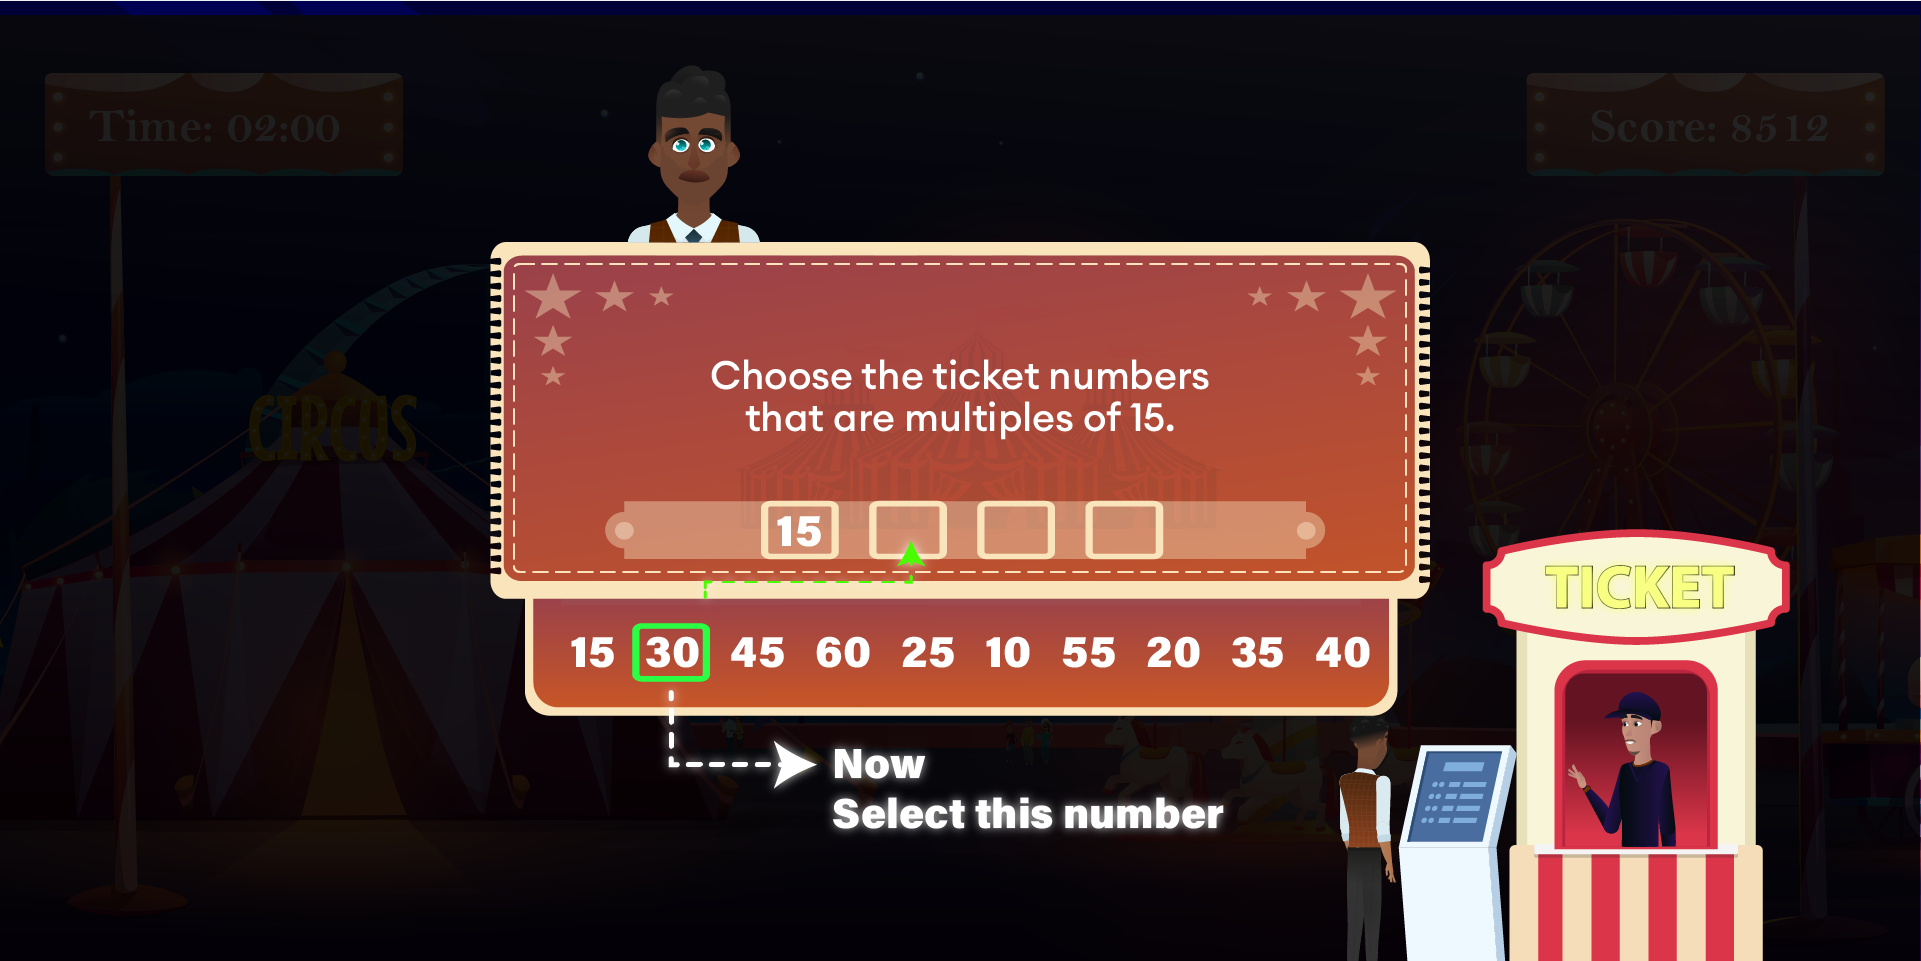 Time: 02:00
Score: 8512
CIRCUS
Choose the ticket numbers
that are multiples of 15.
15
TICKET
15 30 45 60 25 10 55 20 35 40
Now
Select this number